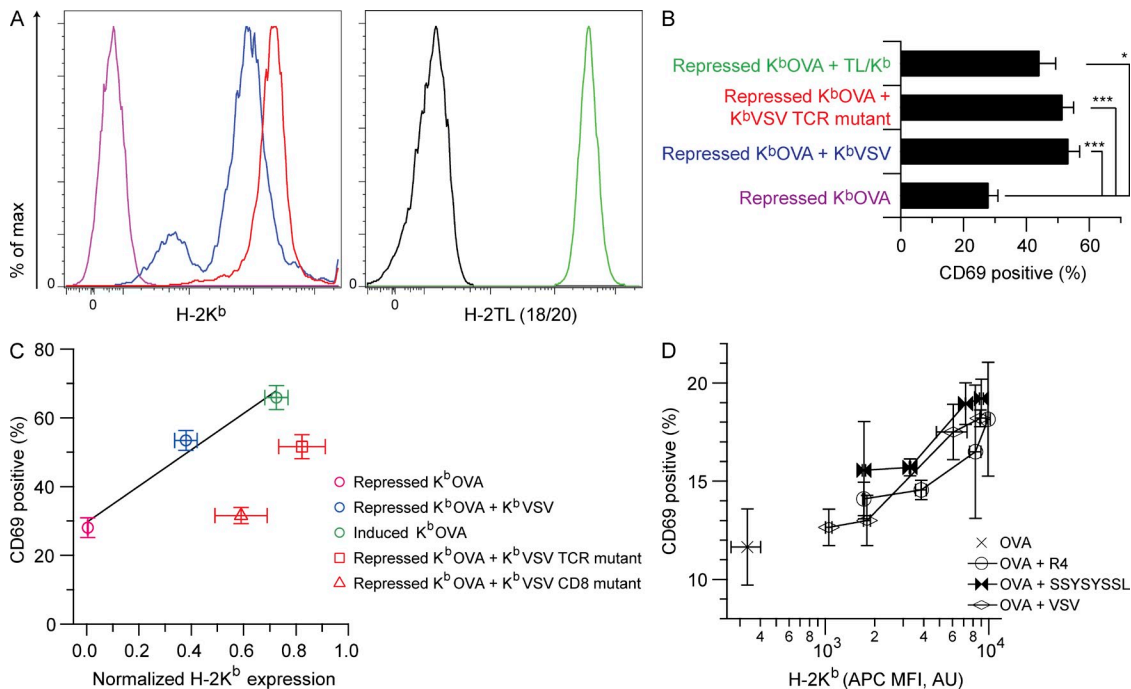 A
% of max
0
H-2Kᵇ
0
0
H-2TL (18/20)
0
B
Repressed KᵇOVA + TL/Kᵇ
Repressed KᵇOVA +
KᵇVSV TCR mutant
Repressed KᵇOVA + KᵇVSV
Repressed KᵇOVA
*
***
***
0 20 40 60
CD69 positive (%)
C
CD69 positive (%)
80
60
40
20
0
0.0 0.2 0.4 0.6 0.8 1.0
Normalized H-2Kᵇ expression
Repressed KᵇOVA
Repressed KᵇOVA + KᵇVSV
Induced KᵇOVA
Repressed KᵇOVA + KᵇVSV TCR mutant
Repressed KᵇOVA + KᵇVSV CD8 mutant
D
CD69 positive (%)
20
15
10
4 6 8 10³ 2 4 6 8 10⁴
H-2Kᵇ (APC MFI, AU)
OVA
OVA + R4
OVA + SSYSYSSL
OVA + VSV